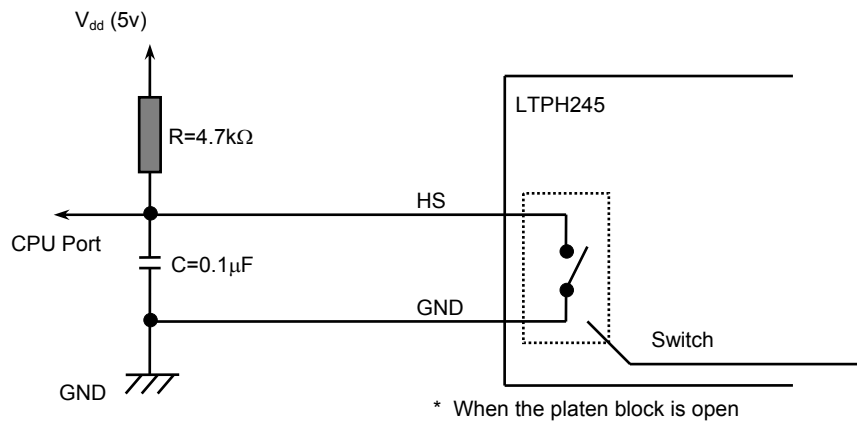 Vdd (5v)
LTPH245
R=4.7kΩ
HS
CPU Port
C=0.1μF
GND
Switch
GND
* When the platen block is open